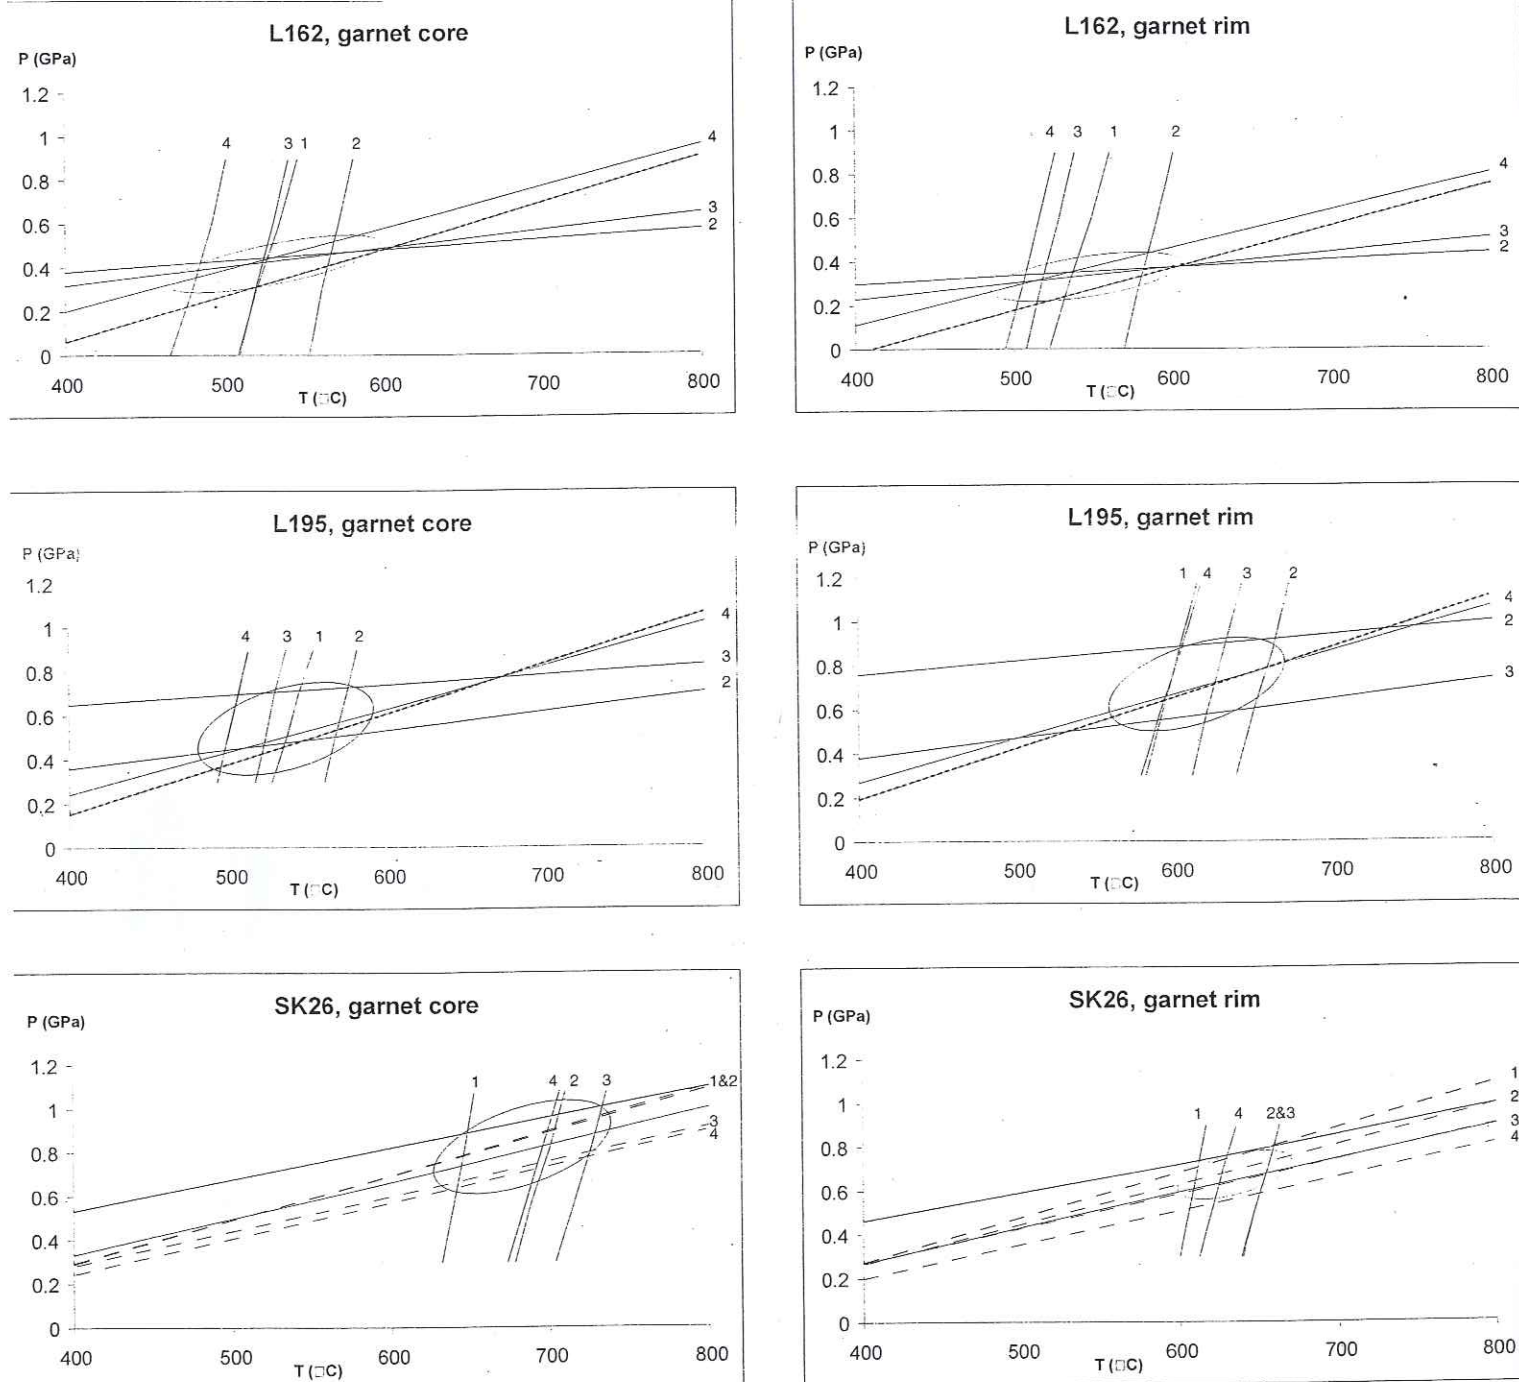 L162, garnet core
P (GPa)
1.2
1
0.8
0.6
0.4
0.2
0
4 3 1 2
4
3
2
400 500 600 700 800
T (□C)
L162, garnet rim
P (GPa)
1.2
1
0.8
0.6
0.4
0.2
0
4 3 1 2
4
3
2
400 500 600 700 800
T (□C)
L195, garnet core
P (GPa)
1.2
1
0.8
0.6
0.4
0.2
0
4 3 1 2
4
3
2
400 500 600 700 800
T (□C)
L195, garnet rim
P (GPa)
1.2
1
0.8
0.6
0.4
0.2
0
1 4 3 2
4
2
3
400 500 600 700 800
T (□C)
SK26, garnet core
P (GPa)
1.2
1
0.8
0.6
0.4
0.2
0
1 4 2 3
1&2
3
4
400 500 600 700 800
T (□C)
SK26, garnet rim
P (GPa)
1.2
1
0.8
0.6
0.4
0.2
0
1 4 2&3
1
2
3
4
400 500 600 700 800
T (□C)